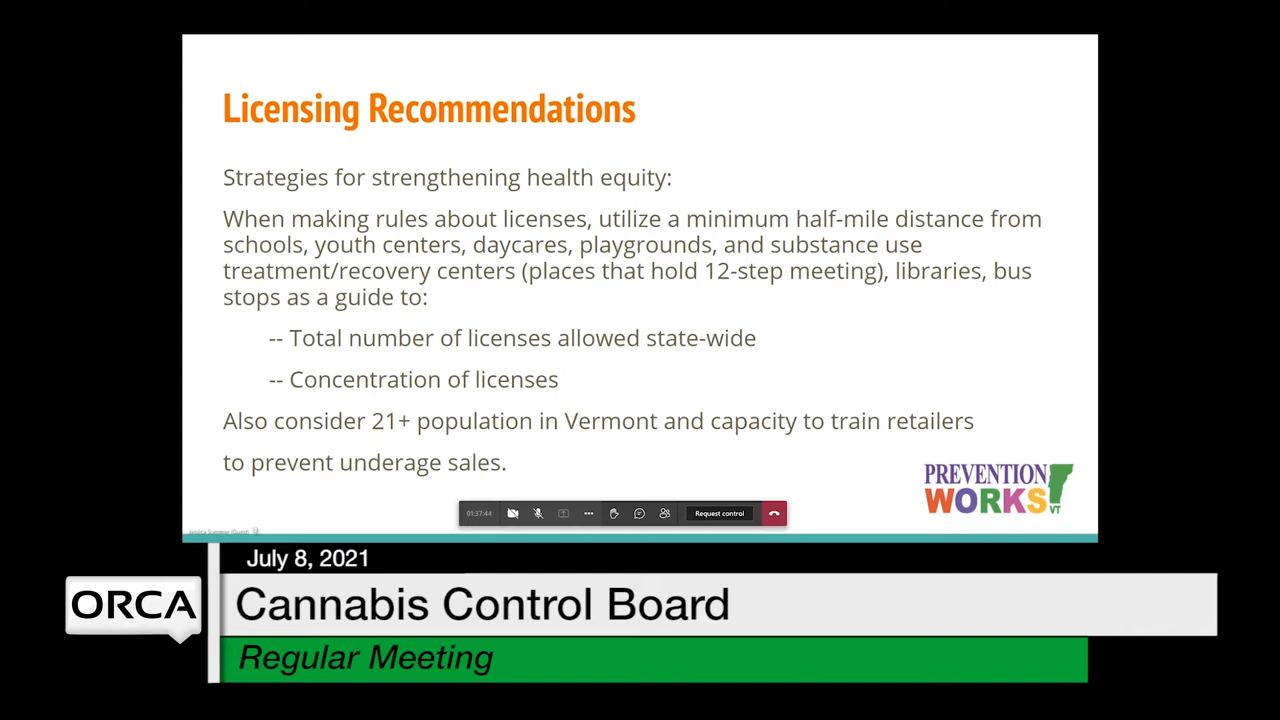 Licensing Recommendations
Strategies for strengthening health equity:
When making rules about licenses, utilize a minimum half-mile distance from
schools, youth centers, daycares, playgrounds, and substance use
treatment/recovery centers (places that hold 12-step meeting), libraries, bus
stops as a guide to:
-- Total number of licenses allowed state-wide
-- Concentration of licenses
Also consider 21+ population in Vermont and capacity to train retailers
to prevent underage sales.
PREVENTION
WORKS!
VT
01:37:44
Request control
July 8, 2021
ORCA
Cannabis Control Board
Regular Meeting